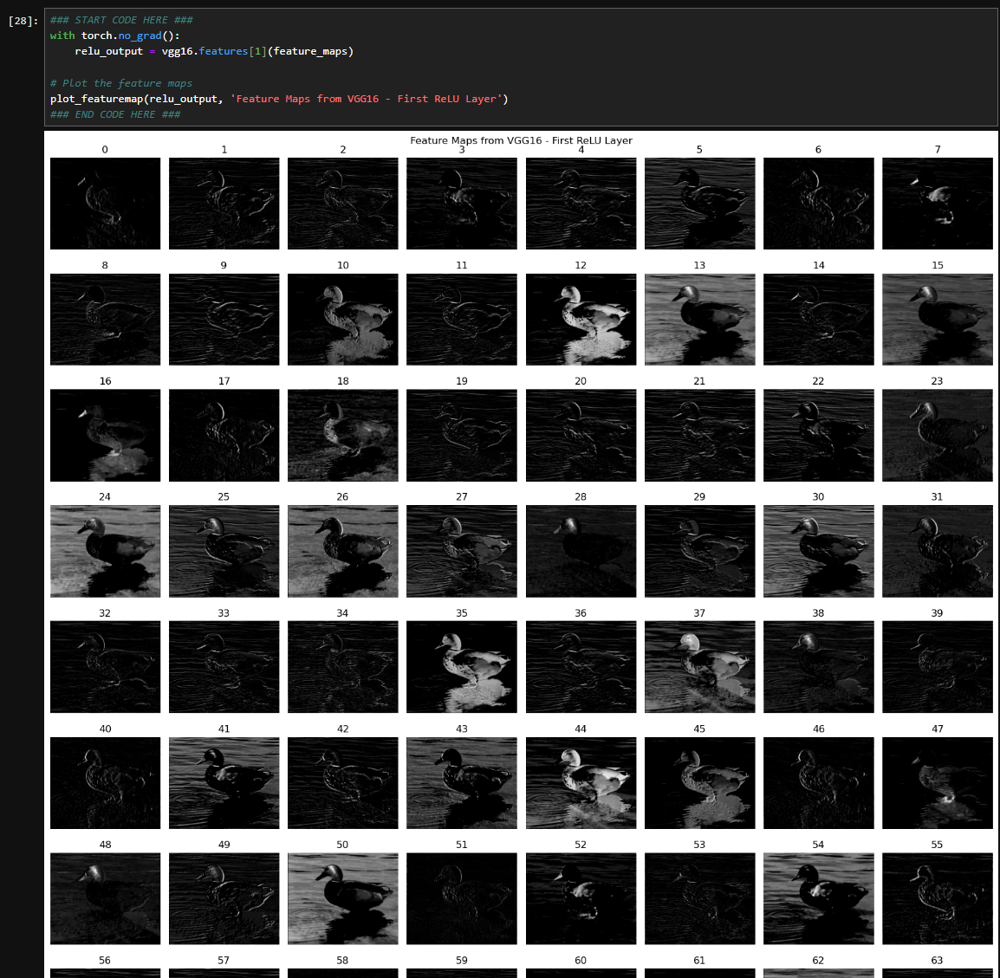 [28]:
### START CODE HERE ###
with torch.no_grad():
    relu_output = vgg16.features[1](feature_maps)
# Plot the feature maps
plot_featuremap(relu_output, 'Feature Maps from VGG16 - First ReLU Layer')
### END CODE HERE ###
Feature Maps from VGG16 - First ReLU Layer
0 1 2 3 4 5 6 7
8 9 10 11 12 13 14 15
16 17 18 19 20 21 22 23
24 25 26 27 28 29 30 31
32 33 34 35 36 37 38 39
40 41 42 43 44 45 46 47
48 49 50 51 52 53 54 55
56 57 58 59 60 61 62 63